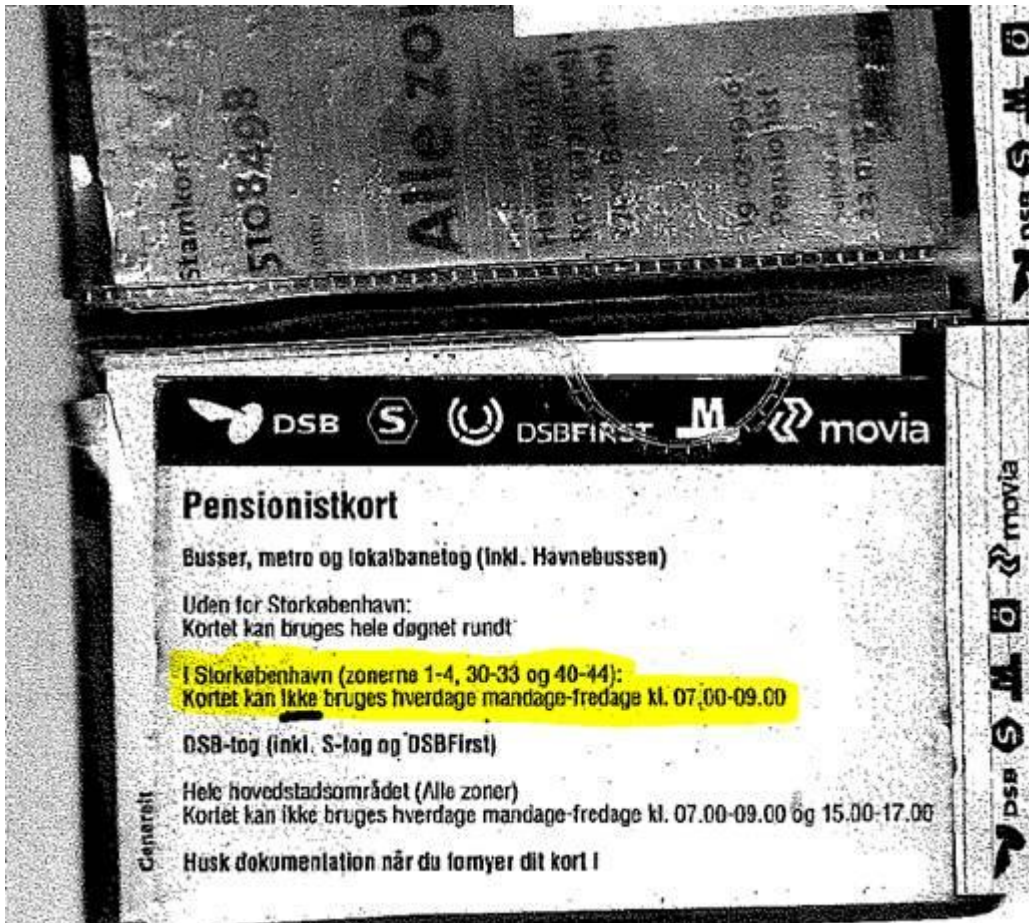 Stamkort
5108498
Zoner
Alle zo
Pensionist
DSB S DSBFIRST M movia
Pensionistkort
Busser, metro og lokalbanetog (inkl. Havnebussen)
Uden for Storkøbenhavn:
Kortet kan bruges hele døgnet rundt
I Storkøbenhavn (zonerne 1-4, 30-33 og 40-44):
Kortet kan ikke bruges hverdage mandage-fredage kl. 07.00-09.00
DSB-tog (inkl. S-tog og DSBFirst)
Hele hovedstadsområdet (Alle zoner)
Kortet kan ikke bruges hverdage mandage-fredage kl. 07.00-09.00 og 15.00-17.00
Husk dokumentation når du fornyer dit kort !
Generelt
DSB S M Ö
DSB S M Ö movia